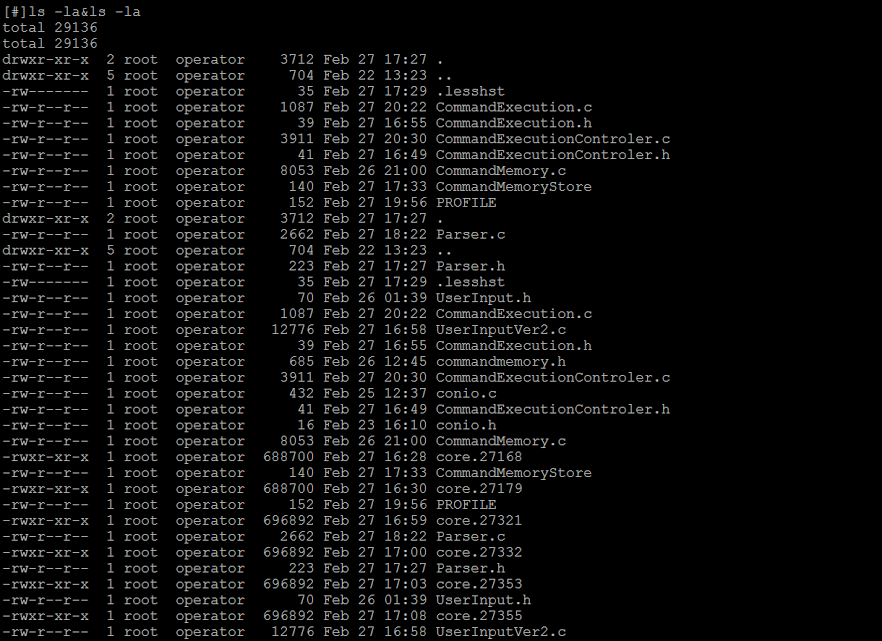 [#]ls -la&ls -la
total 29136
total 29136
drwxr-xr-x  2 root  operator    3712 Feb 27 17:27 .
drwxr-xr-x  5 root  operator     704 Feb 22 13:23 ..
-rw-------  1 root  operator      35 Feb 27 17:29 .lesshst
-rw-r--r--  1 root  operator    1087 Feb 27 20:22 CommandExecution.c
-rw-r--r--  1 root  operator      39 Feb 27 16:55 CommandExecution.h
-rw-r--r--  1 root  operator    3911 Feb 27 20:30 CommandExecutionControler.c
-rw-r--r--  1 root  operator      41 Feb 27 16:49 CommandExecutionControler.h
-rw-r--r--  1 root  operator    8053 Feb 26 21:00 CommandMemory.c
-rw-r--r--  1 root  operator     140 Feb 27 17:33 CommandMemoryStore
-rw-r--r--  1 root  operator     152 Feb 27 19:56 PROFILE
drwxr-xr-x  2 root  operator    3712 Feb 27 17:27 .
-rw-r--r--  1 root  operator    2662 Feb 27 18:22 Parser.c
drwxr-xr-x  5 root  operator     704 Feb 22 13:23 ..
-rw-r--r--  1 root  operator     223 Feb 27 17:27 Parser.h
-rw-------  1 root  operator      35 Feb 27 17:29 .lesshst
-rw-r--r--  1 root  operator      70 Feb 26 01:39 UserInput.h
-rw-r--r--  1 root  operator    1087 Feb 27 20:22 CommandExecution.c
-rw-r--r--  1 root  operator   12776 Feb 27 16:58 UserInputVer2.c
-rw-r--r--  1 root  operator      39 Feb 27 16:55 CommandExecution.h
-rw-r--r--  1 root  operator     685 Feb 26 12:45 commandmemory.h
-rw-r--r--  1 root  operator    3911 Feb 27 20:30 CommandExecutionControler.c
-rw-r--r--  1 root  operator     432 Feb 25 12:37 conio.c
-rw-r--r--  1 root  operator      41 Feb 27 16:49 CommandExecutionControler.h
-rw-r--r--  1 root  operator      16 Feb 23 16:10 conio.h
-rw-r--r--  1 root  operator    8053 Feb 26 21:00 CommandMemory.c
-rwxr-xr-x  1 root  operator  688700 Feb 27 16:28 core.27168
-rw-r--r--  1 root  operator     140 Feb 27 17:33 CommandMemoryStore
-rwxr-xr-x  1 root  operator  688700 Feb 27 16:30 core.27179
-rw-r--r--  1 root  operator     152 Feb 27 19:56 PROFILE
-rwxr-xr-x  1 root  operator  696892 Feb 27 16:59 core.27321
-rw-r--r--  1 root  operator    2662 Feb 27 18:22 Parser.c
-rwxr-xr-x  1 root  operator  696892 Feb 27 17:00 core.27332
-rw-r--r--  1 root  operator     223 Feb 27 17:27 Parser.h
-rwxr-xr-x  1 root  operator  696892 Feb 27 17:03 core.27353
-rw-r--r--  1 root  operator      70 Feb 26 01:39 UserInput.h
-rwxr-xr-x  1 root  operator  696892 Feb 27 17:08 core.27355
-rw-r--r--  1 root  operator   12776 Feb 27 16:58 UserInputVer2.c